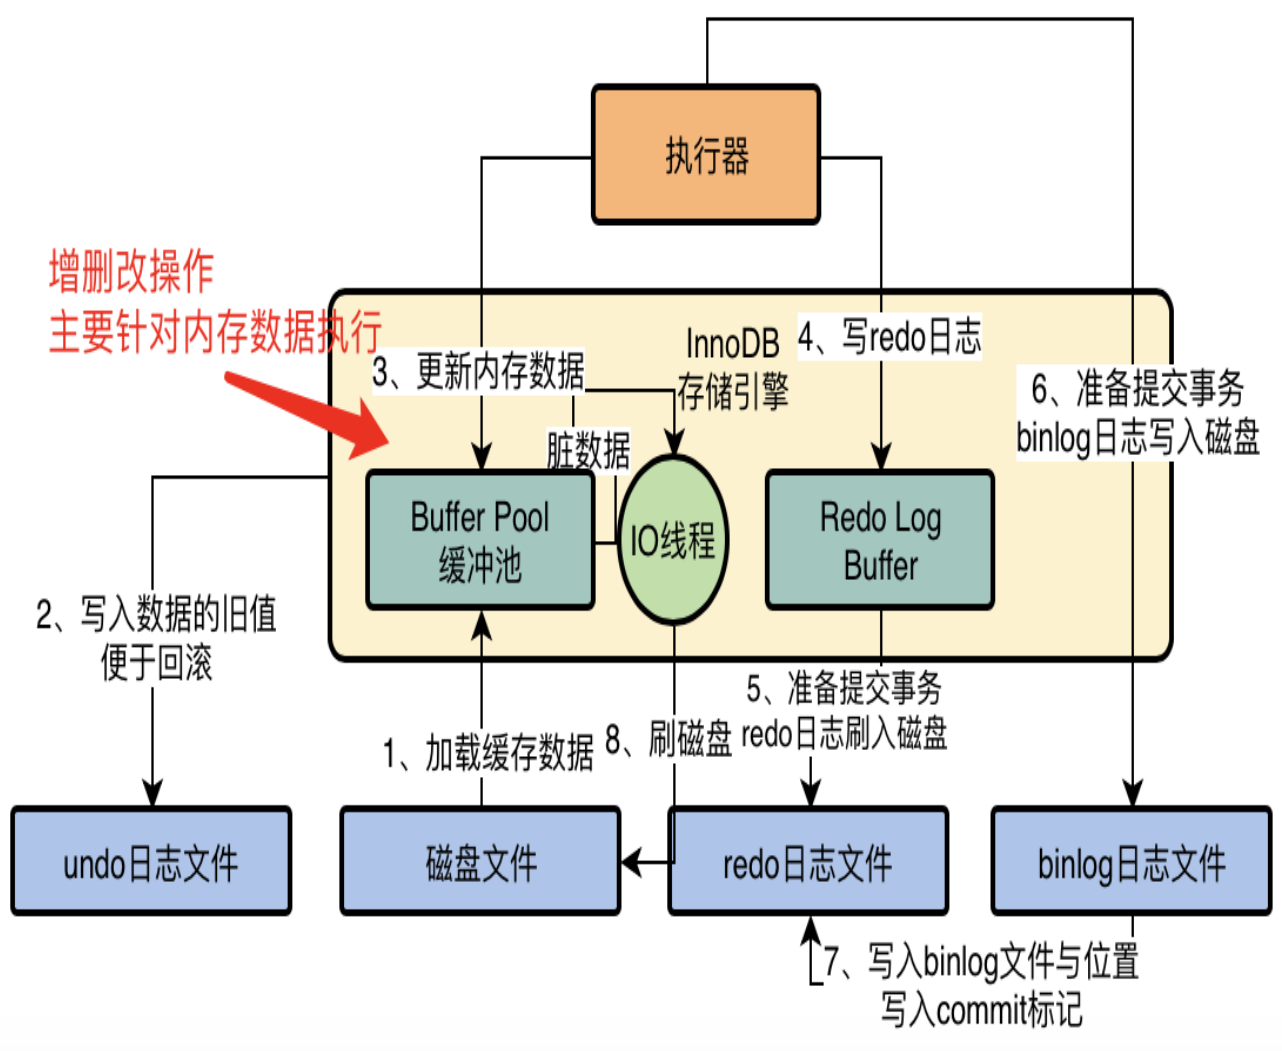 执行器
增删改操作
主要针对内存数据执行
InnoDB
存储引擎
3、更新内存数据
4、写redo日志
6、准备提交事务
binlog日志写入磁盘
脏数据
Buffer Pool
缓冲池
IO线程
Redo Log
Buffer
2、写入数据的旧值
便于回滚
1、加载缓存数据
8、刷磁盘
5、准备提交事务
redo日志刷入磁盘
undo日志文件
磁盘文件
redo日志文件
binlog日志文件
7、写入binlog文件与位置
写入commit标记